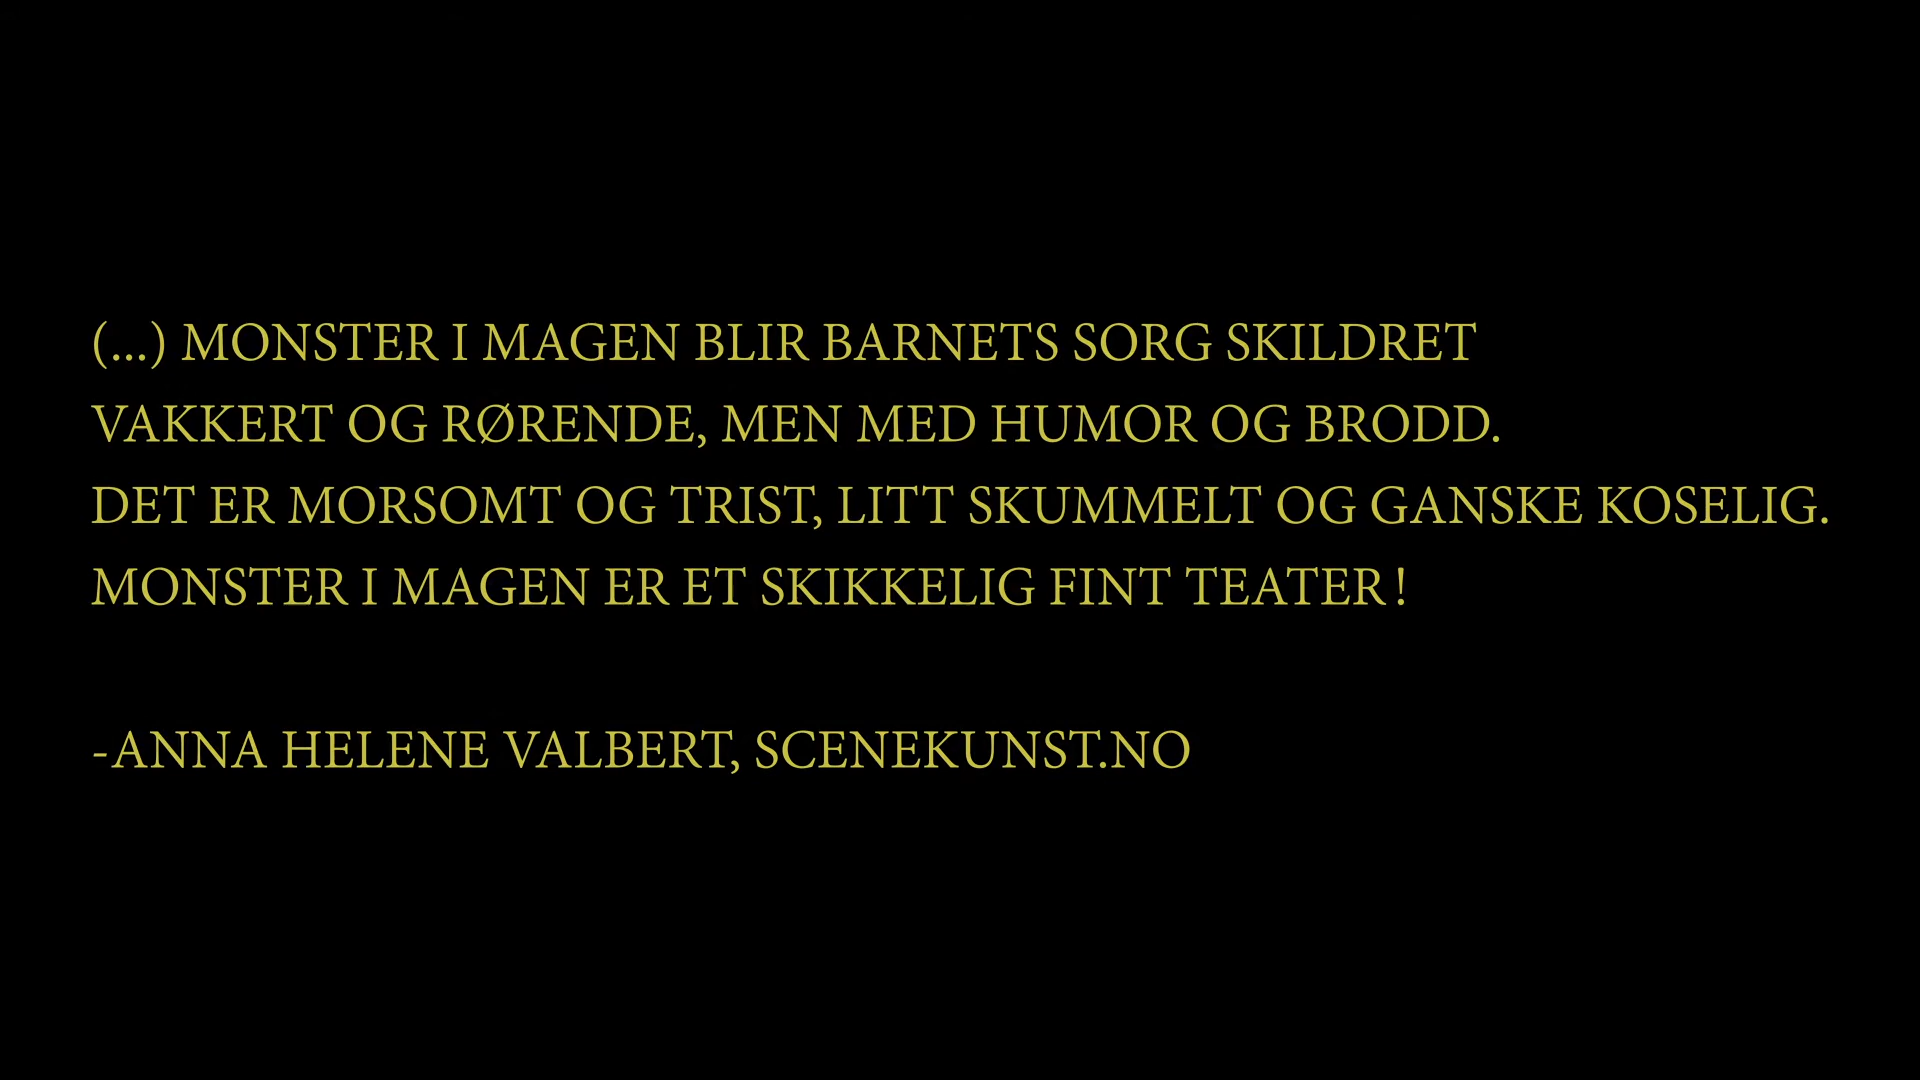 (...) MONSTER I MAGEN BLIR BARNETS SORG SKILDRET
VAKKERT OG RØRENDE, MEN MED HUMOR OG BRODD.
DET ER MORSOMT OG TRIST, LITT SKUMMELT OG GANSKE KOSELIG.
MONSTER I MAGEN ER ET SKIKKELIG FINT TEATER!
-ANNA HELENE VALBERT, SCENEKUNST.NO